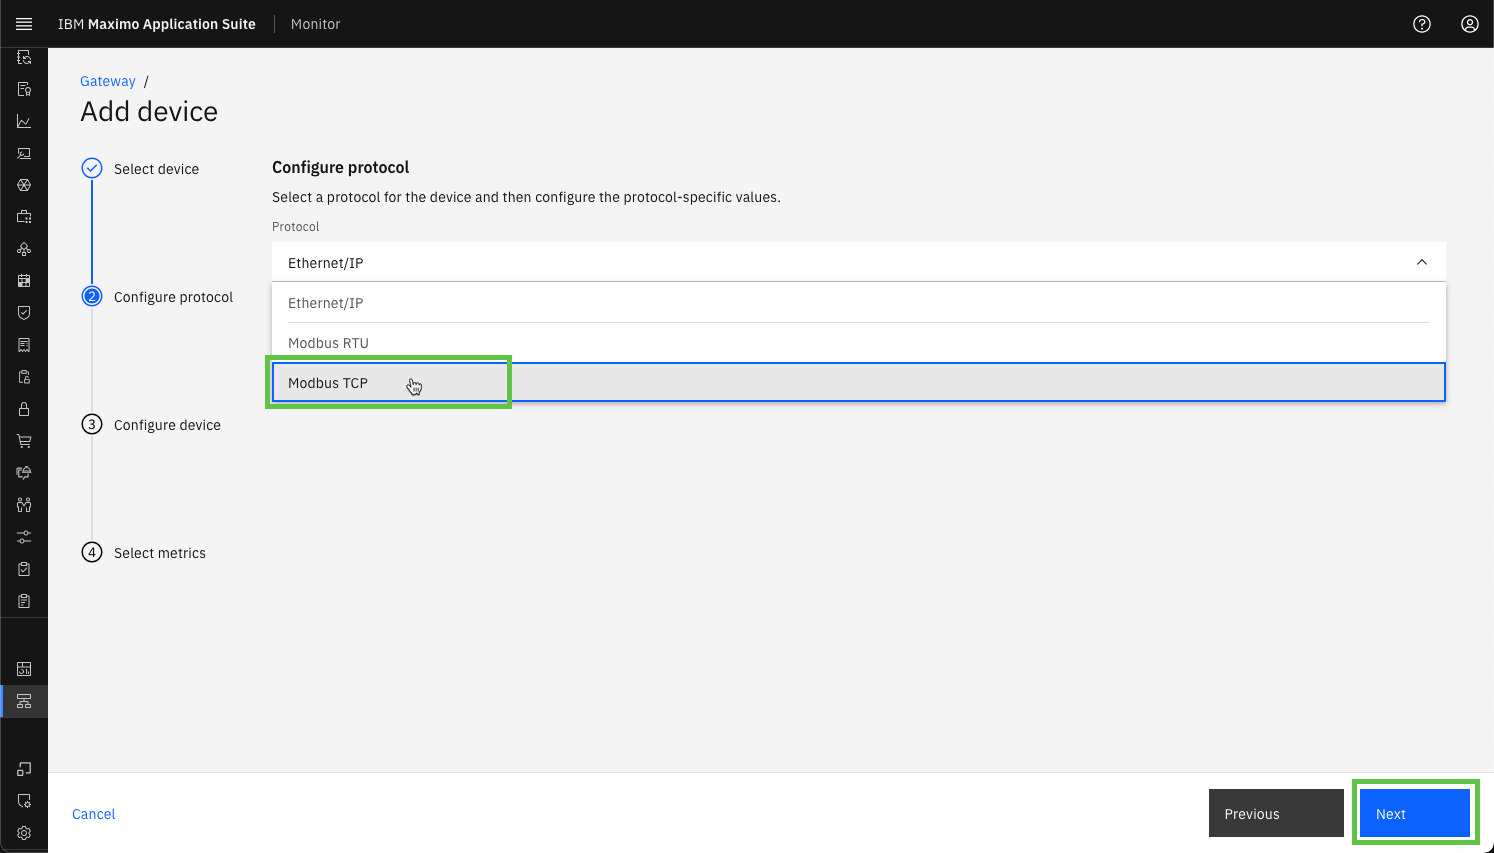 IBM Maximo Application Suite Monitor
Gateway /
Add device
Select device
Configure protocol
Select a protocol for the device and then configure the protocol-specific values.
Protocol
Ethernet/IP
Ethernet/IP
2 Configure protocol
Modbus RTU
Modbus TCP
3 Configure device
4 Select metrics
Cancel
Previous
Next